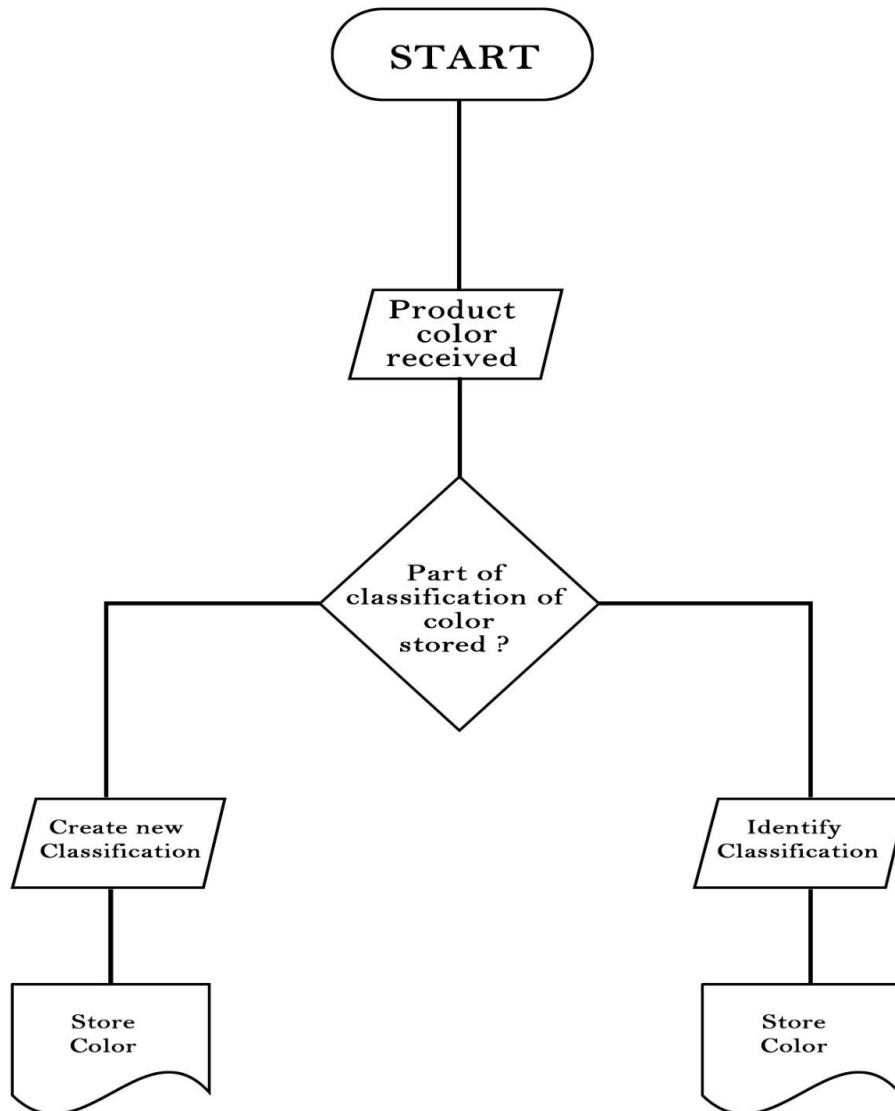 START
Product
color
received
Part of
classification of
color
stored ?
Create new
Classification
Identify
Classification
Store
Color
Store
Color